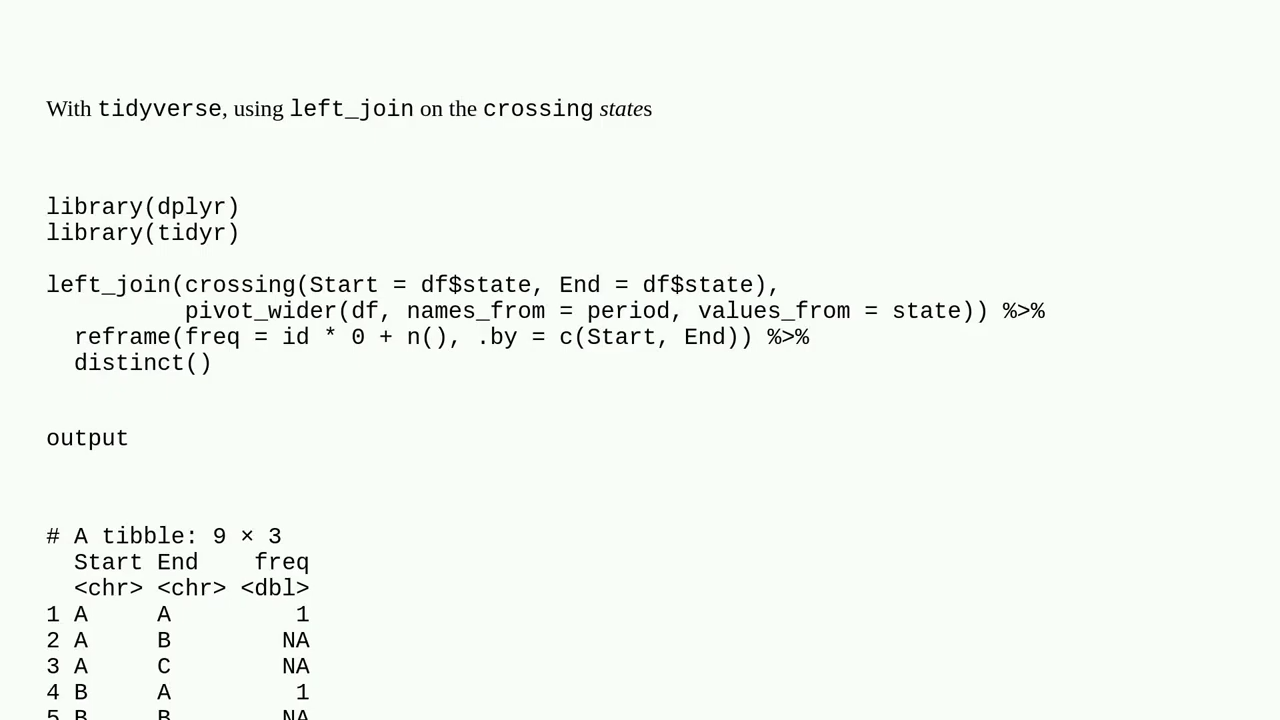 With tidyverse, using left_join on the crossing states
library(dplyr)
library(tidyr)
left_join(crossing(Start = df$state, End = df$state),
          pivot_wider(df, names_from = period, values_from = state)) %>%
  reframe(freq = id * 0 + n(), .by = c(Start, End)) %>%
  distinct()
output
# A tibble: 9 × 3
  Start End    freq
  <chr> <chr> <dbl>
1 A     A         1
2 A     B        NA
3 A     C        NA
4 B     A         1
5 B     B        NA